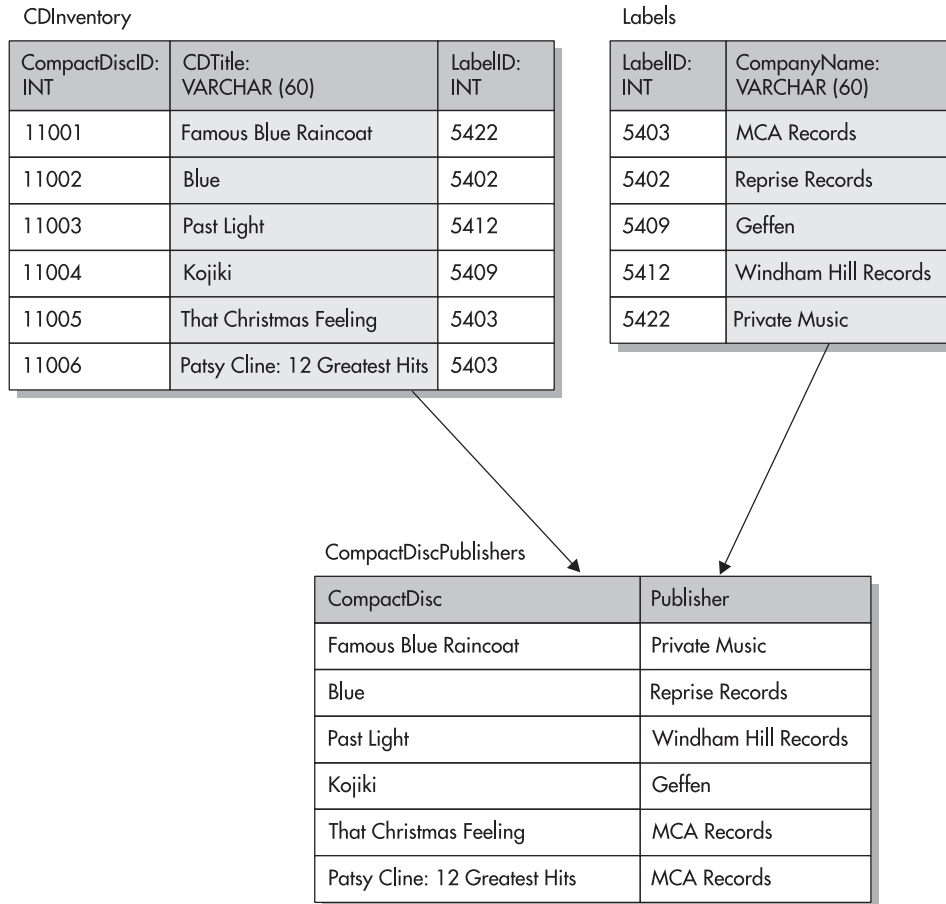 CDInventory
CompactDiscID: INT CDTitle: VARCHAR (60) LabelID: INT
11001 Famous Blue Raincoat 5422
11002 Blue 5402
11003 Past Light 5412
11004 Kojiki 5409
11005 That Christmas Feeling 5403
11006 Patsy Cline: 12 Greatest Hits 5403
Labels
LabelID: INT CompanyName: VARCHAR (60)
5403 MCA Records
5402 Reprise Records
5409 Geffen
5412 Windham Hill Records
5422 Private Music
CompactDiscPublishers
CompactDisc Publisher
Famous Blue Raincoat Private Music
Blue Reprise Records
Past Light Windham Hill Records
Kojiki Geffen
That Christmas Feeling MCA Records
Patsy Cline: 12 Greatest Hits MCA Records